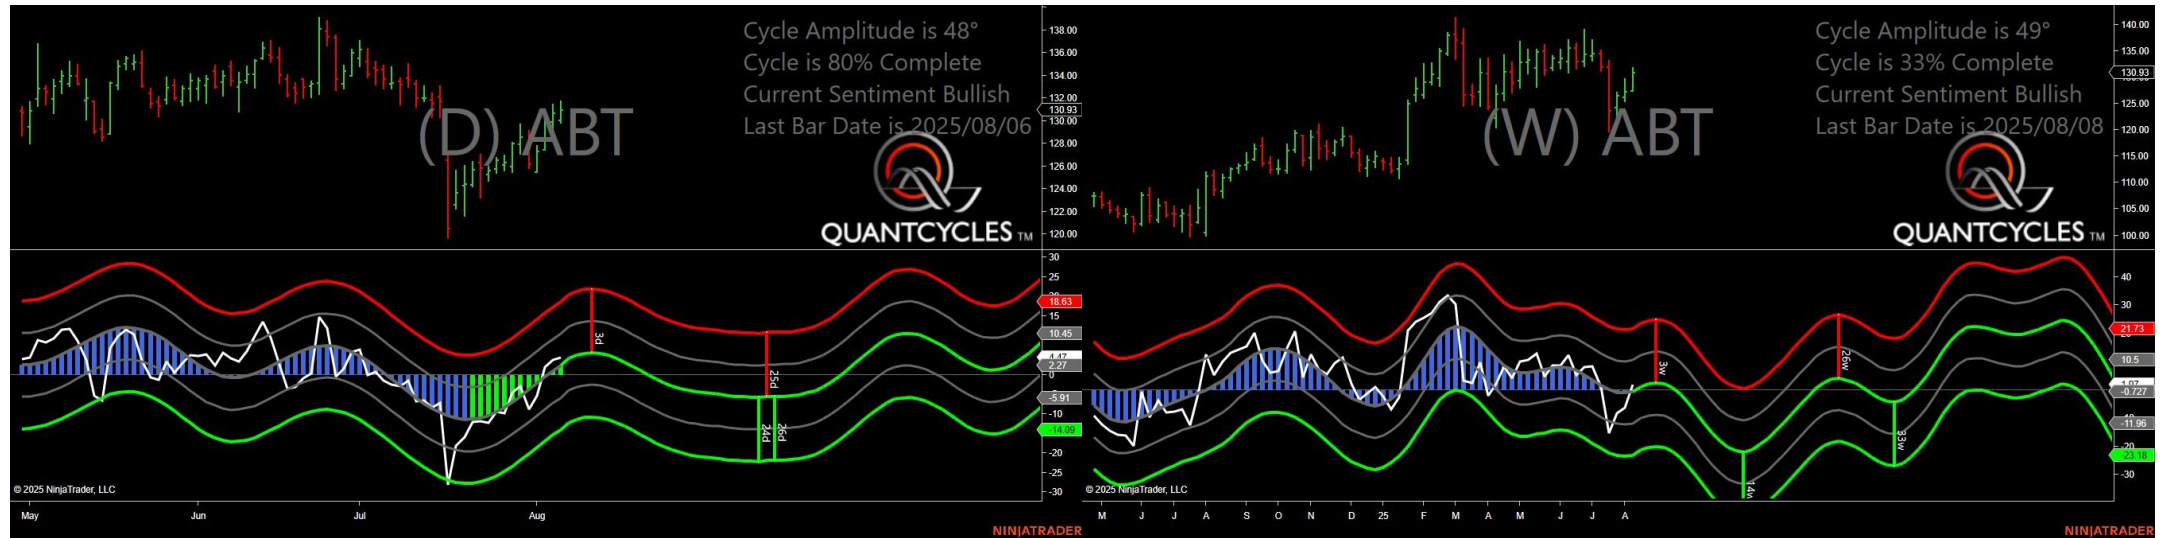 Cycle Amplitude is 48°
Cycle is 80% Complete
Current Sentiment Bullish
Last Bar Date is 2025/08/06
(D) ABT
QUANTCYCLES TM
138.00
136.00
134.00
132.00
130.93
130.00
128.00
126.00
124.00
122.00
120.00
30
25
18.63
15
10.45
4.47
2.27
0
-5.91
-10
-14.09
-20
-25
-30
3d
25d
24d
26d
© 2025 NinjaTrader, LLC
May Jun Jul Aug
NINJATRADER
Cycle Amplitude is 49°
Cycle is 33% Complete
Current Sentiment Bullish
Last Bar Date is 2025/08/08
(W) ABT
QUANTCYCLES TM
140.00
135.00
130.93
125.00
120.00
115.00
110.00
105.00
100.00
40
30
21.73
10.5
-0.727
-11.96
-20
-23.18
-30
3w
26w
14w
33w
© 2025 NinjaTrader, LLC
M J J A S O N D 25 F M A M J J A
NINJATRADER